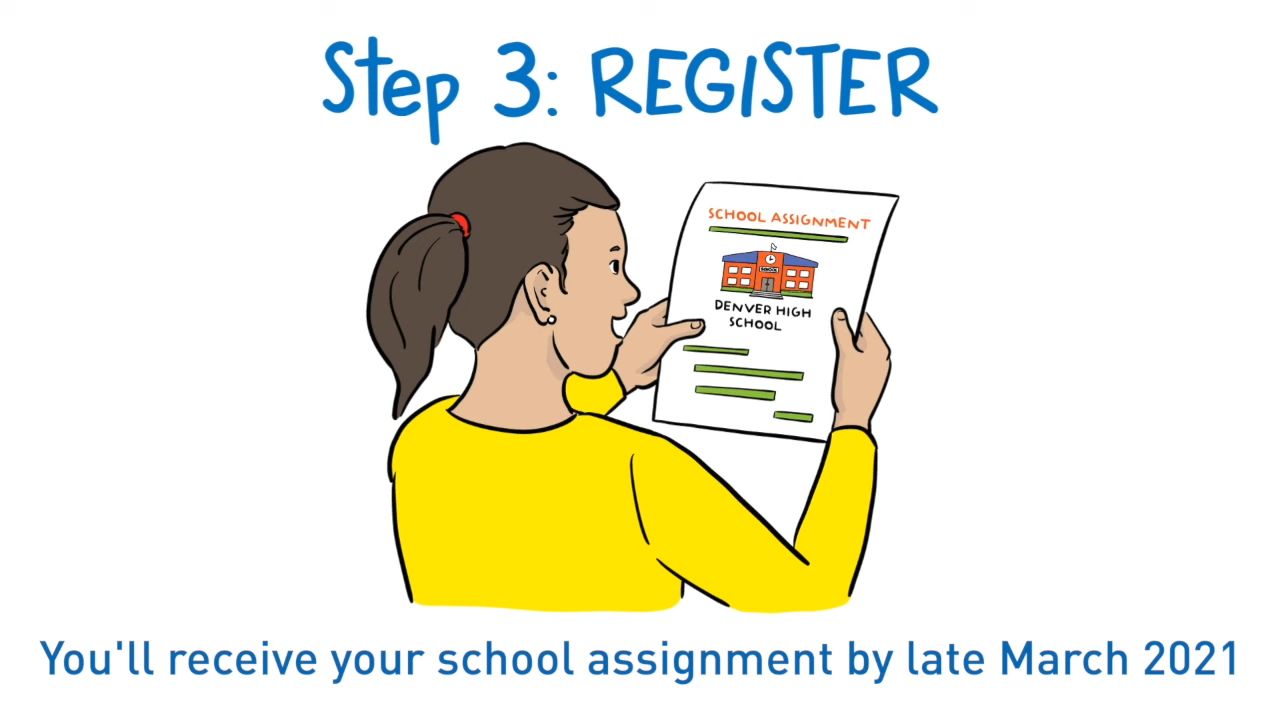 Step 3: REGISTER
SCHOOL ASSIGNMENT
SCHOOL
DENVER HIGH
SCHOOL
You'll receive your school assignment by late March 2021